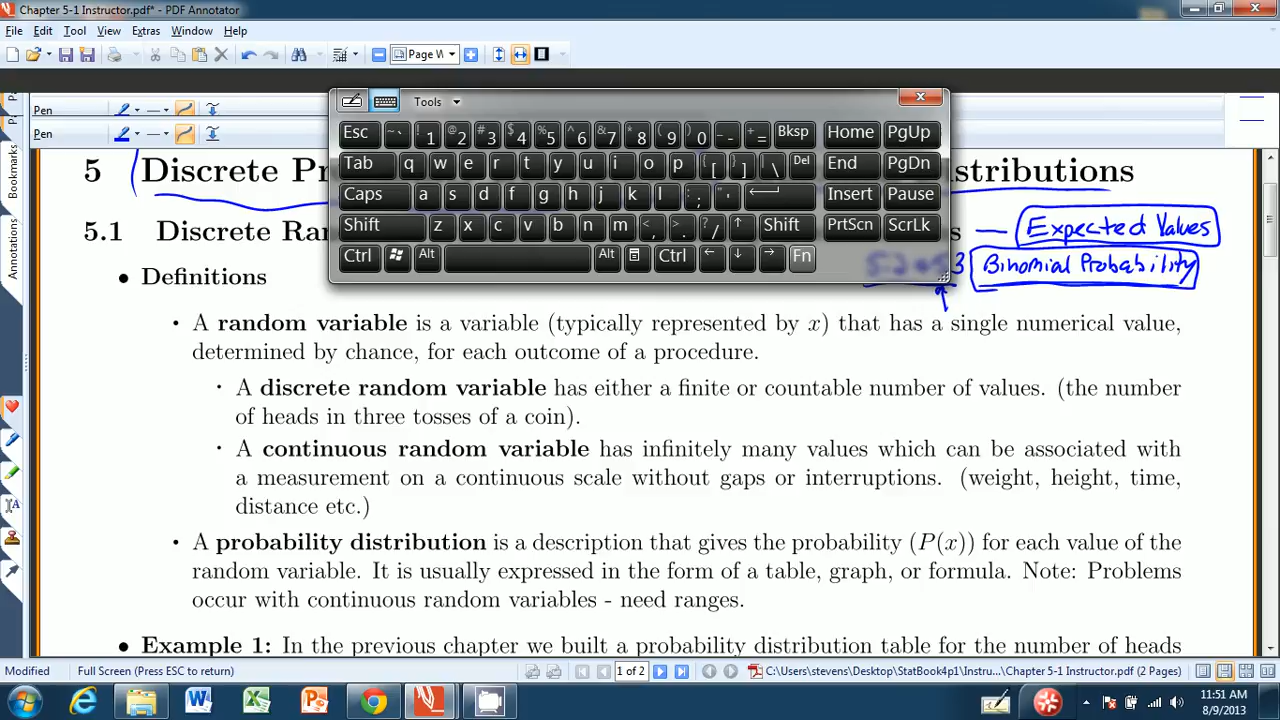 Chapter 5-1 Instructor.pdf* - PDF Annotator
File Edit Tool View Extras Window Help
Page W
Pen
Pen
Tools
Esc ~ ` ! 1 @ 2 # 3 $ 4 % 5 ^ 6 & 7 * 8 ( 9 ) 0 _ - + = Bksp Home PgUp
Tab q w e r t y u i o p { [ } ] | \ Del End PgDn
Caps a s d f g h j k l : ; " ' Insert Pause
Shift z x c v b n m < , > . ? / ↑ Shift PrtScn ScrLk
Ctrl Alt Alt Ctrl ← ↓ → Fn
5 Discrete P stributions
5.1 Discrete Ra s — Expected Values
5.2 + 5.3 Binomial Probability
• Definitions
· A random variable is a variable (typically represented by x) that has a single numerical value,
determined by chance, for each outcome of a procedure.
· A discrete random variable has either a finite or countable number of values. (the number
of heads in three tosses of a coin).
· A continuous random variable has infinitely many values which can be associated with
a measurement on a continuous scale without gaps or interruptions. (weight, height, time,
distance etc.)
· A probability distribution is a description that gives the probability (P(x)) for each value of the
random variable. It is usually expressed in the form of a table, graph, or formula. Note: Problems
occur with continuous random variables - need ranges.
• Example 1: In the previous chapter we built a probability distribution table for the number of heads
Bookmarks
Annotations
Modified Full Screen (Press ESC to return) 1 of 2 C:\Users\stevens\Desktop\StatBook4p1\Instru...\Chapter 5-1 Instructor.pdf (2 Pages)
11:51 AM
8/9/2013